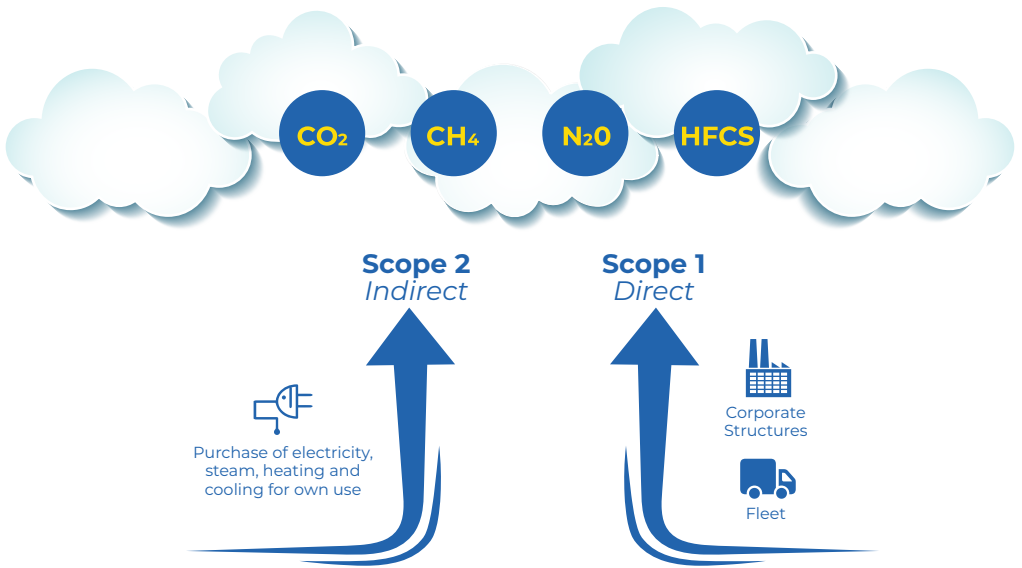 CO₂
CH₄
N₂0
HFCS
Scope 2
Indirect
Scope 1
Direct
Purchase of electricity,
steam, heating and
cooling for own use
Corporate
Structures
Fleet